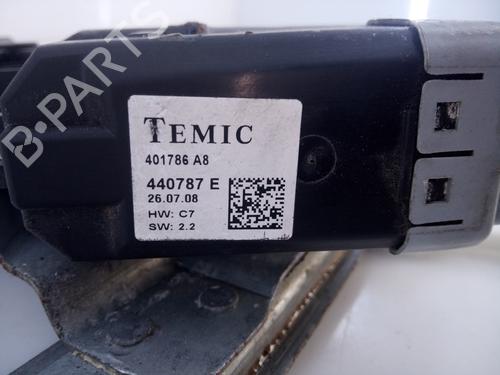 B-PARTS
TEMIC
401786 A8
440787 E
26.07.08
HW: C7
SW: 2.2